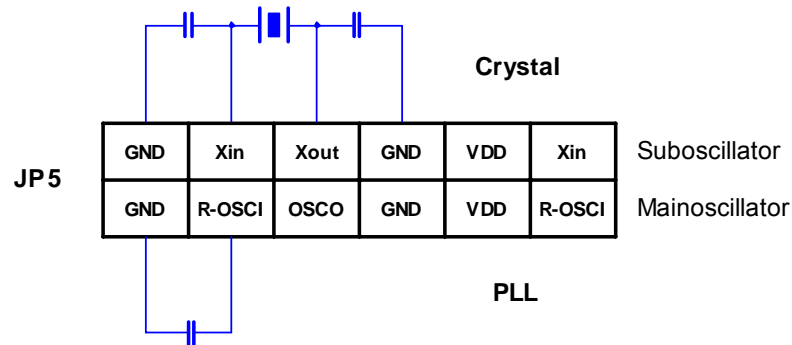 Crystal
GND Xin Xout GND VDD Xin Suboscillator
JP5
GND R-OSCI OSCO GND VDD R-OSCI Mainoscillator
PLL